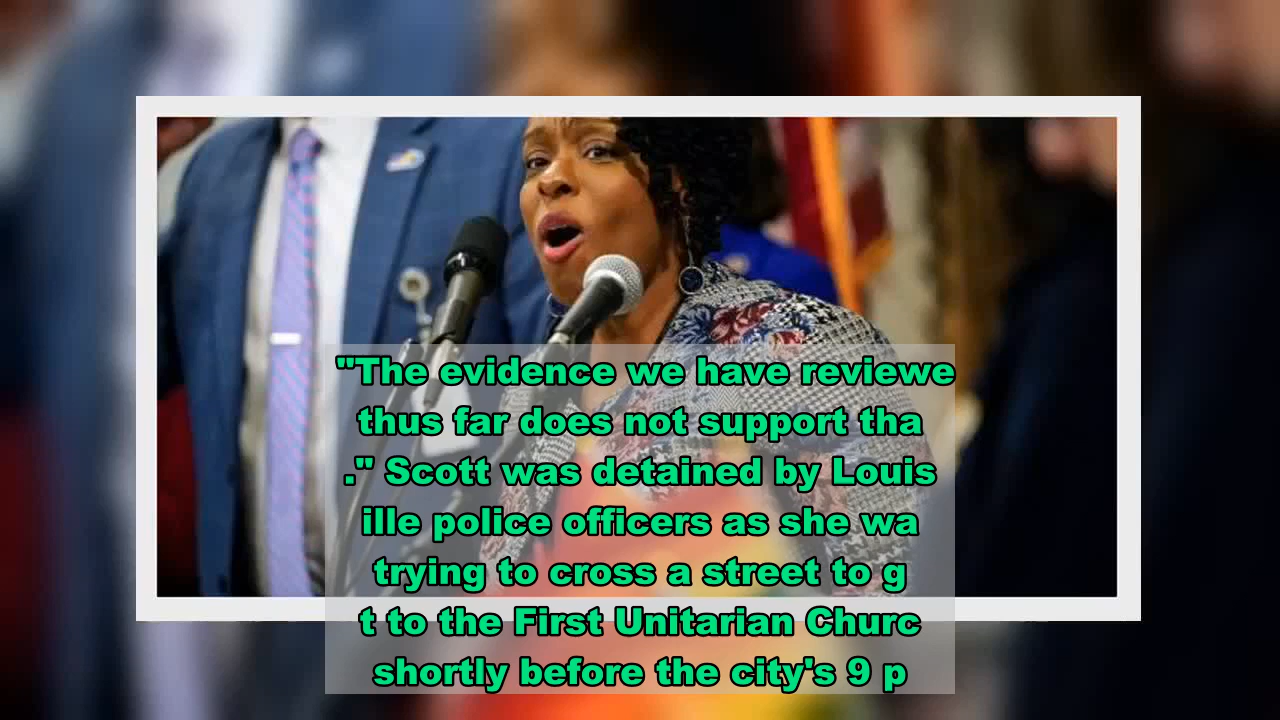 "The evidence we have reviewe
thus far does not support tha
." Scott was detained by Louis
ille police officers as she wa
trying to cross a street to g
t to the First Unitarian Churc
shortly before the city's 9 p